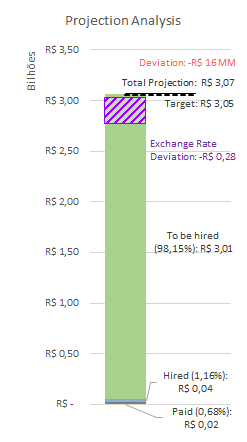 Projection Analysis
Bilhões
R$ 3,50
Deviation: -R$ 16 MM
Total Projection: R$ 3,07
R$ 3,00
Target: R$ 3,05
R$ 2,50
Exchange Rate
Deviation: -R$ 0,28
R$ 2,00
To be hired
(98,15%): R$ 3,01
R$ 1,50
R$ 1,00
R$ 0,50
Hired (1,16%):
R$ 0,04
R$ -
Paid (0,68%):
R$ 0,02